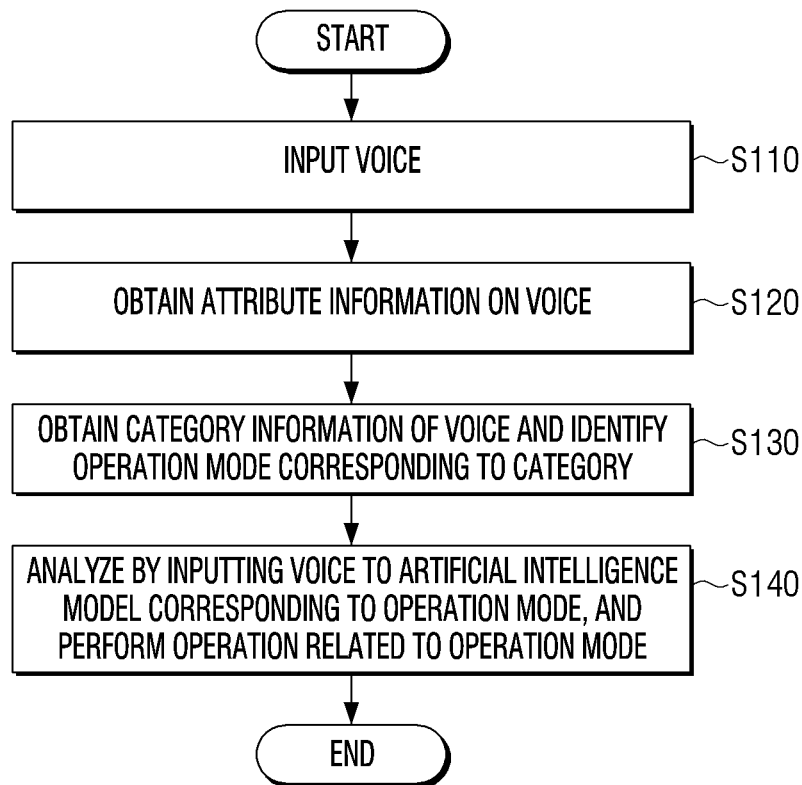 START
INPUT VOICE
S110
OBTAIN ATTRIBUTE INFORMATION ON VOICE
S120
OBTAIN CATEGORY INFORMATION OF VOICE AND IDENTIFY
OPERATION MODE CORRESPONDING TO CATEGORY
S130
ANALYZE BY INPUTTING VOICE TO ARTIFICIAL INTELLIGENCE
MODEL CORRESPONDING TO OPERATION MODE, AND
PERFORM OPERATION RELATED TO OPERATION MODE
S140
END